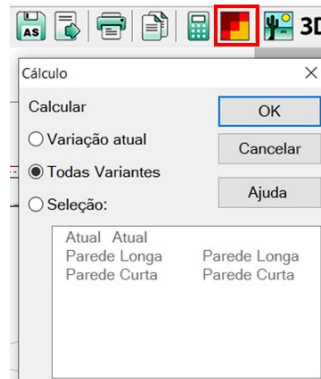 AS 3D
Cálculo
Calcular
OK
Variação atual
Cancelar
Todas Variantes
Ajuda
Seleção:
Atual Atual
Parede Longa Parede Longa
Parede Curta Parede Curta